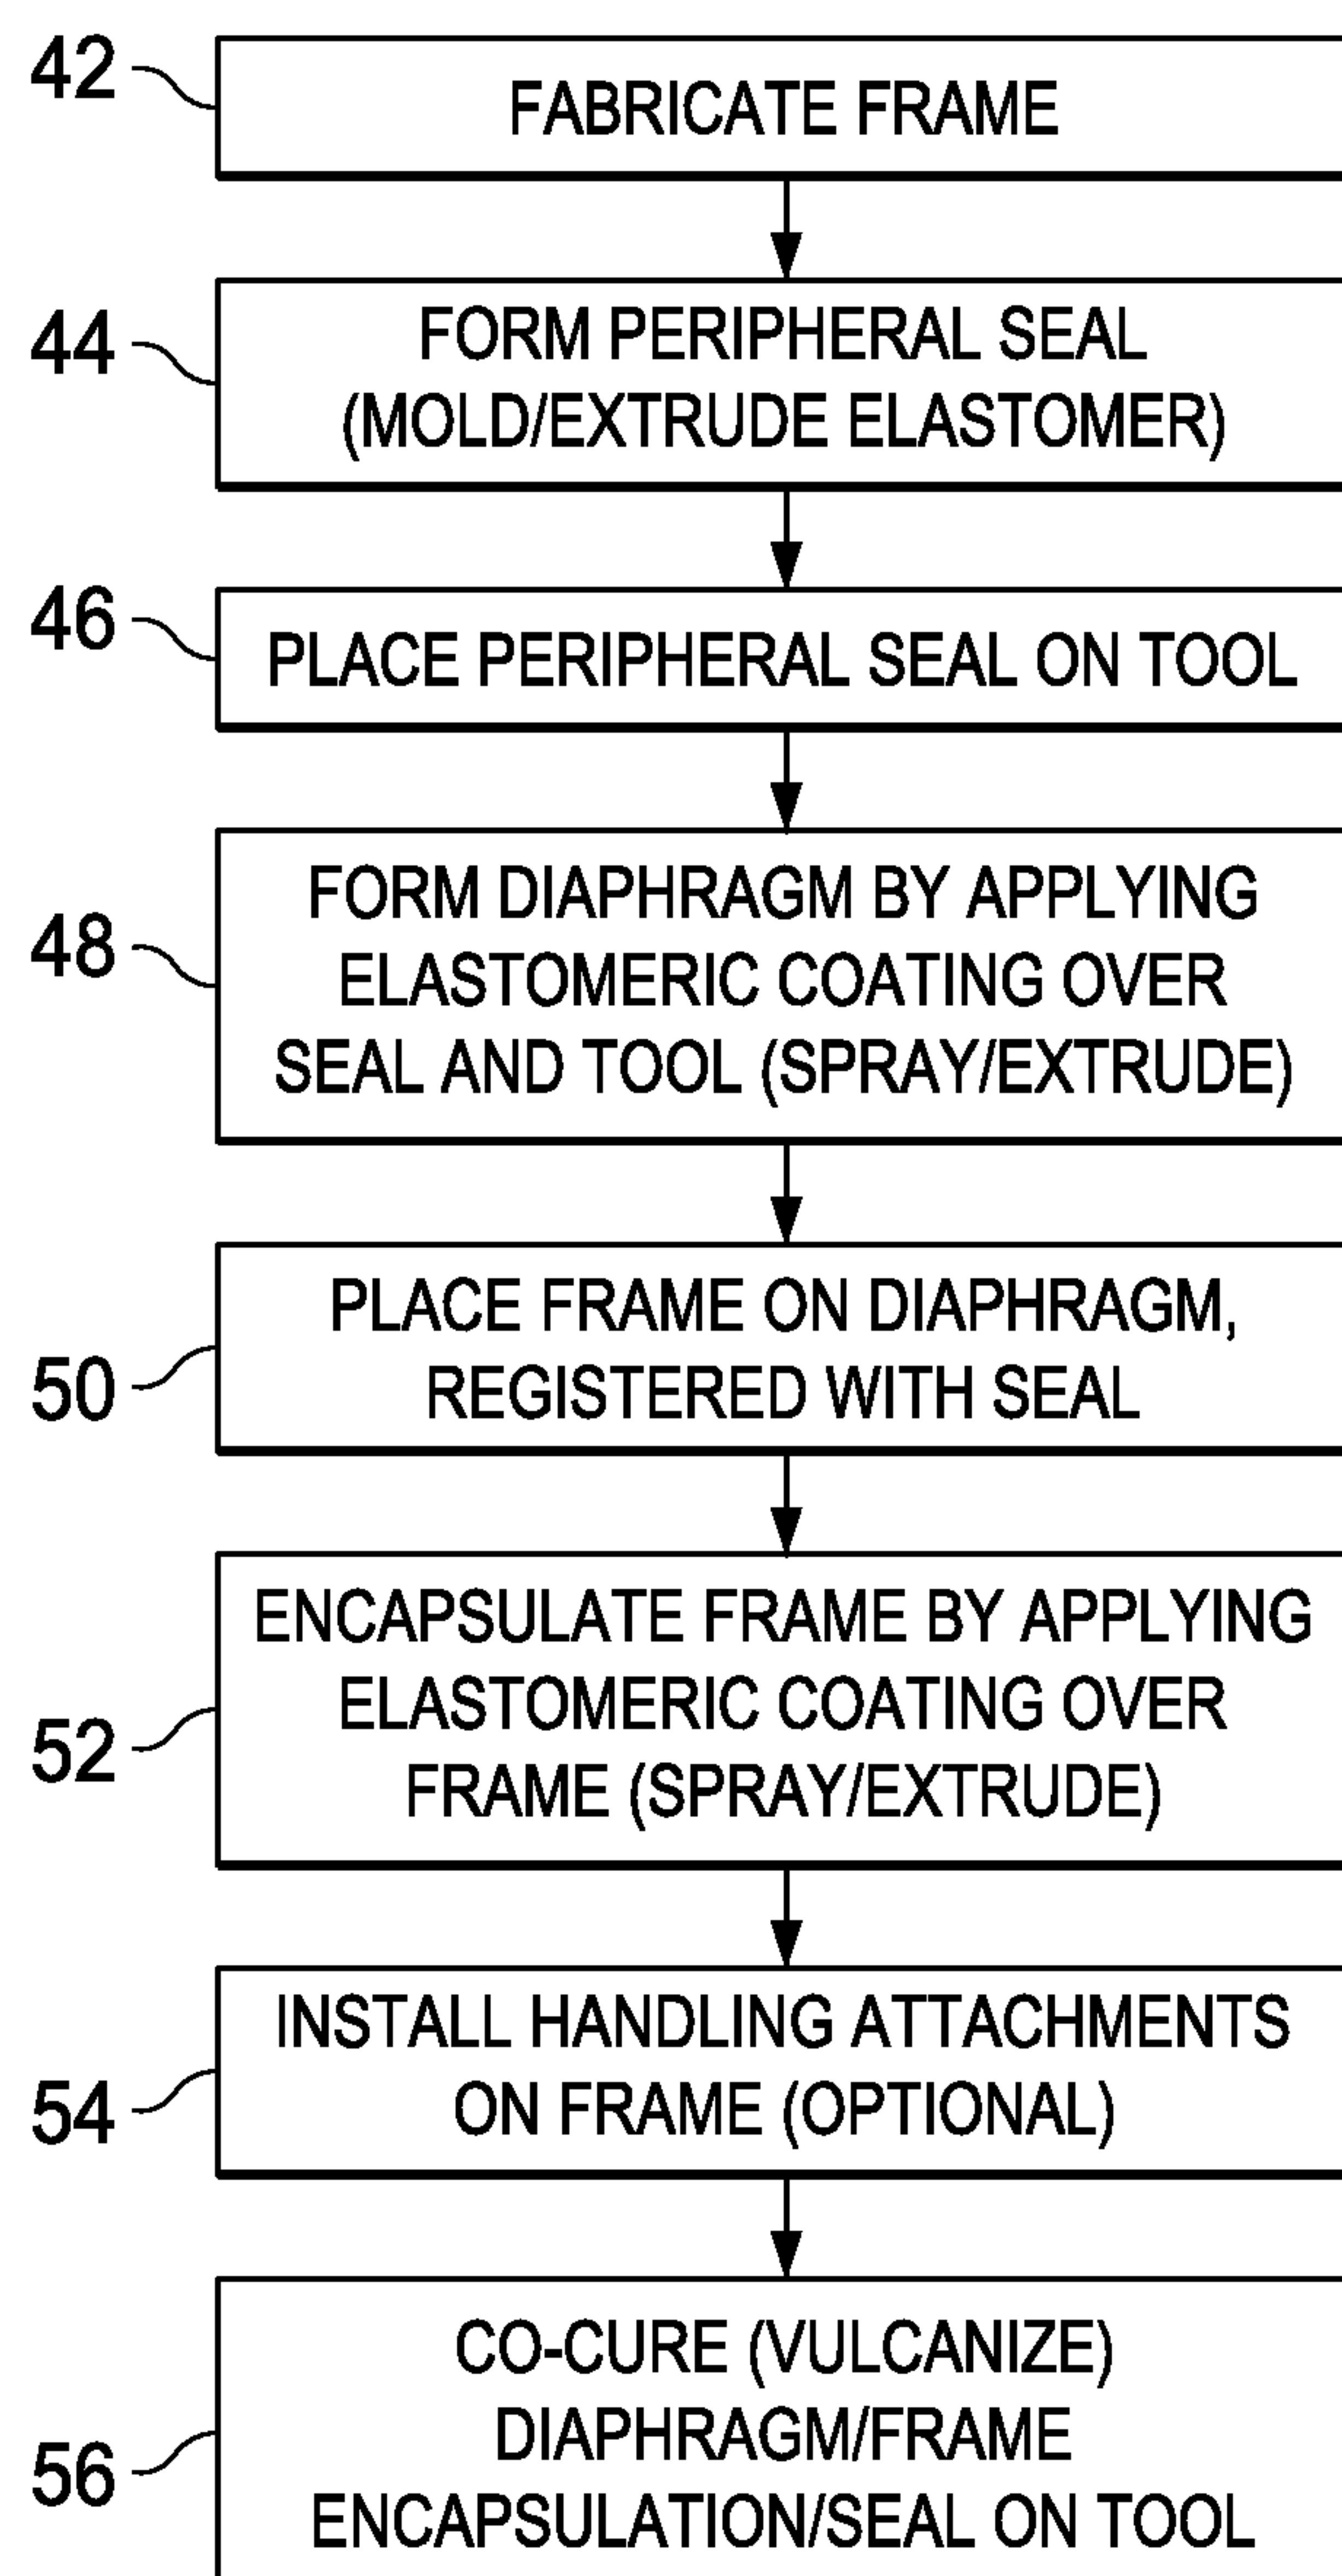 42
FABRICATE FRAME
44
FORM PERIPHERAL SEAL
(MOLD/EXTRUDE ELASTOMER)
46
PLACE PERIPHERAL SEAL ON TOOL
48
FORM DIAPHRAGM BY APPLYING
ELASTOMERIC COATING OVER
SEAL AND TOOL (SPRAY/EXTRUDE)
50
PLACE FRAME ON DIAPHRAGM,
REGISTERED WITH SEAL
52
ENCAPSULATE FRAME BY APPLYING
ELASTOMERIC COATING OVER
FRAME (SPRAY/EXTRUDE)
54
INSTALL HANDLING ATTACHMENTS
ON FRAME (OPTIONAL)
56
CO-CURE (VULCANIZE)
DIAPHRAGM/FRAME
ENCAPSULATION/SEAL ON TOOL